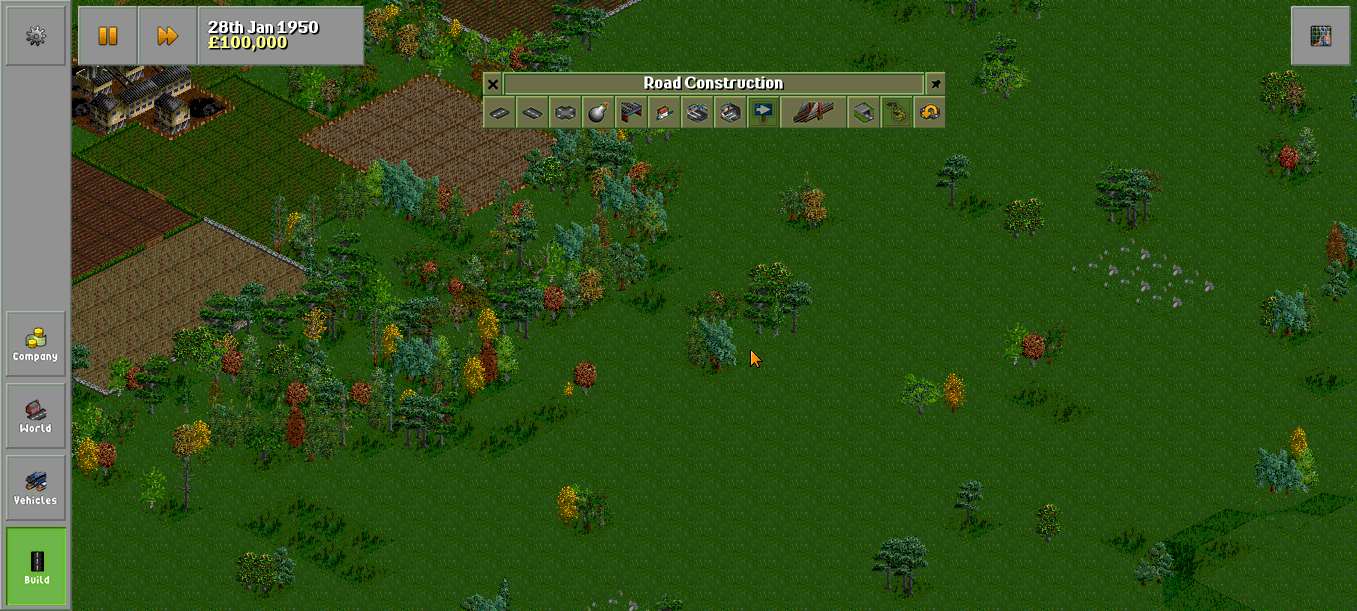 28th Jan 1950
£100,000
Road Construction
Company
World
Vehicles
Build